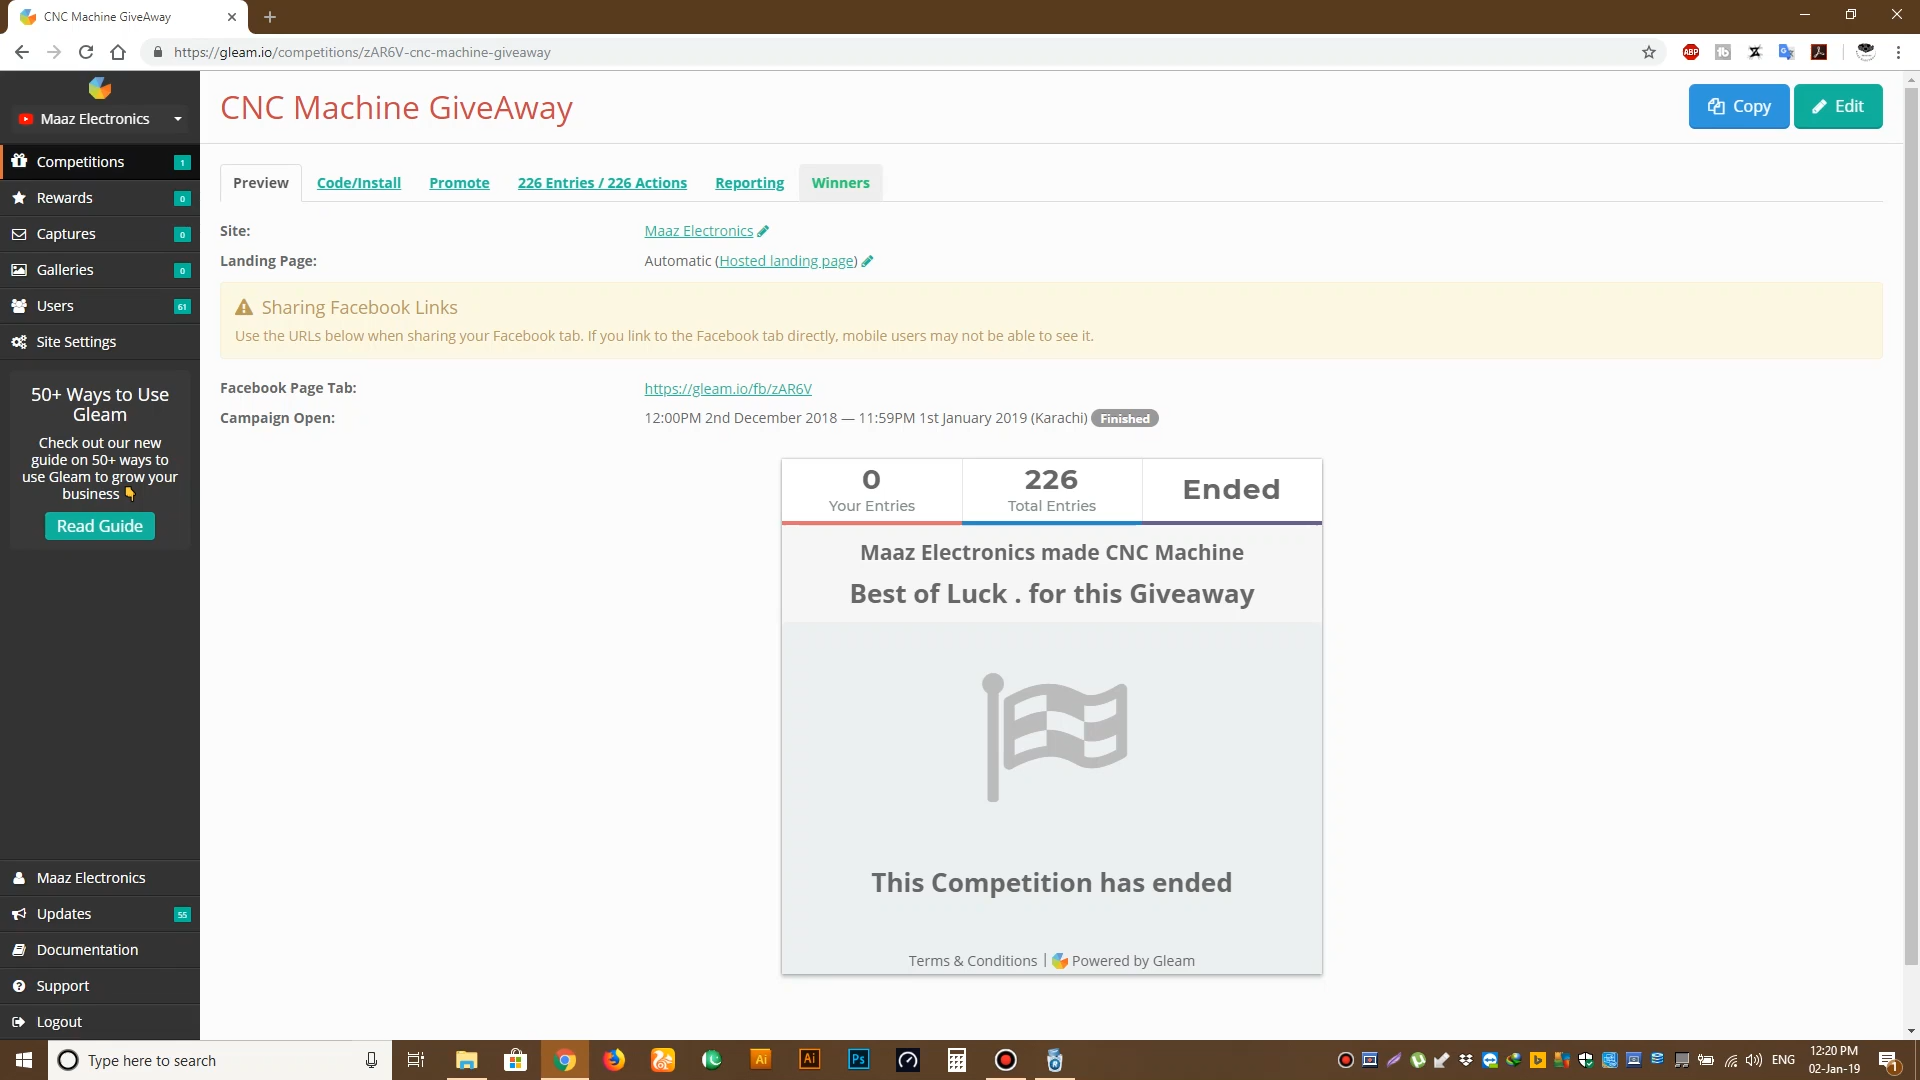 CNC Machine GiveAway
https://gleam.io/competitions/zAR6V-cnc-machine-giveaway
ABP
Maaz Electronics
Competitions 1
Rewards 0
Captures 0
Galleries 0
Users 61
Site Settings
50+ Ways to Use
Gleam
Check out our new
guide on 50+ ways to
use Gleam to grow your
business
Read Guide
Maaz Electronics
Updates 55
Documentation
Support
Logout
CNC Machine GiveAway
Copy
Edit
Preview
Code/Install
Promote
226 Entries / 226 Actions
Reporting
Winners
Site: Maaz Electronics
Landing Page: Automatic (Hosted landing page)
Sharing Facebook Links
Use the URLs below when sharing your Facebook tab. If you link to the Facebook tab directly, mobile users may not be able to see it.
Facebook Page Tab: https://gleam.io/fb/zAR6V
Campaign Open: 12:00PM 2nd December 2018 — 11:59PM 1st January 2019 (Karachi) Finished
0
Your Entries
226
Total Entries
Ended
Maaz Electronics made CNC Machine
Best of Luck . for this Giveaway
This Competition has ended
Terms & Conditions | Powered by Gleam
Type here to search
Ai
Ai
Ps
ENG
12:20 PM
02-Jan-19
1